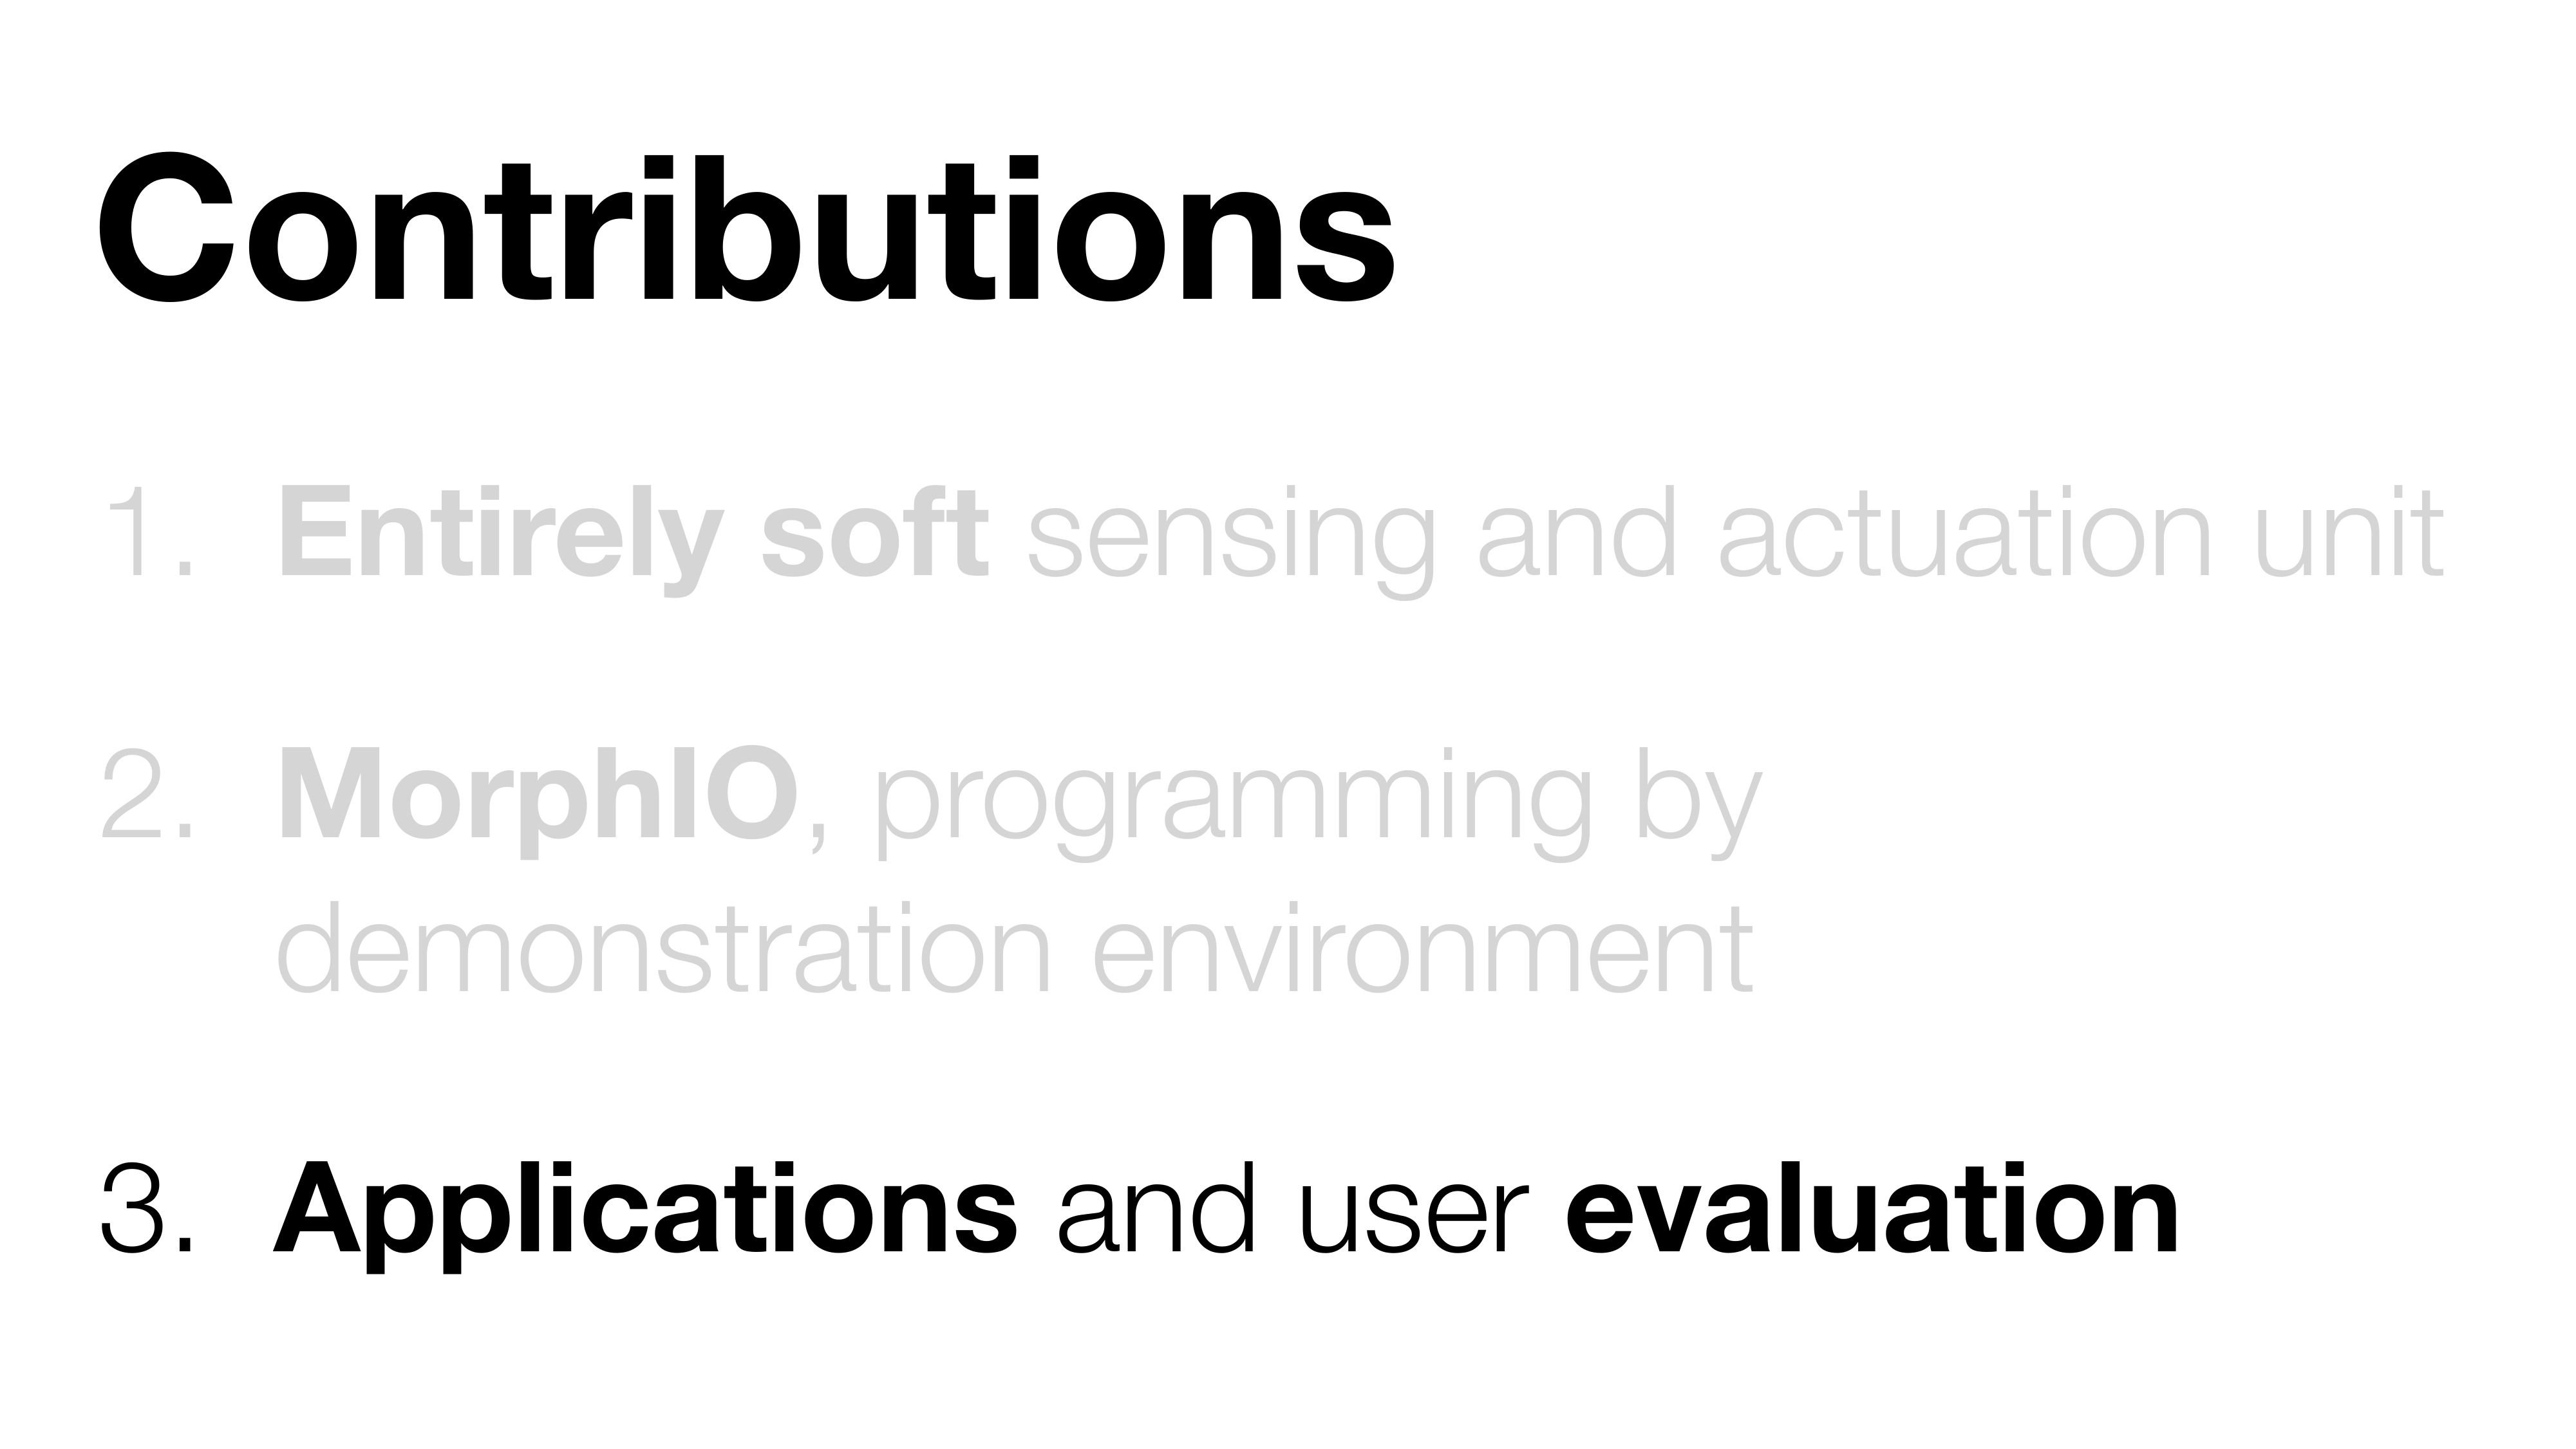 Contributions
1. Entirely soft sensing and actuation unit
2. MorphIO, programming by
demonstration environment
3. Applications and user evaluation